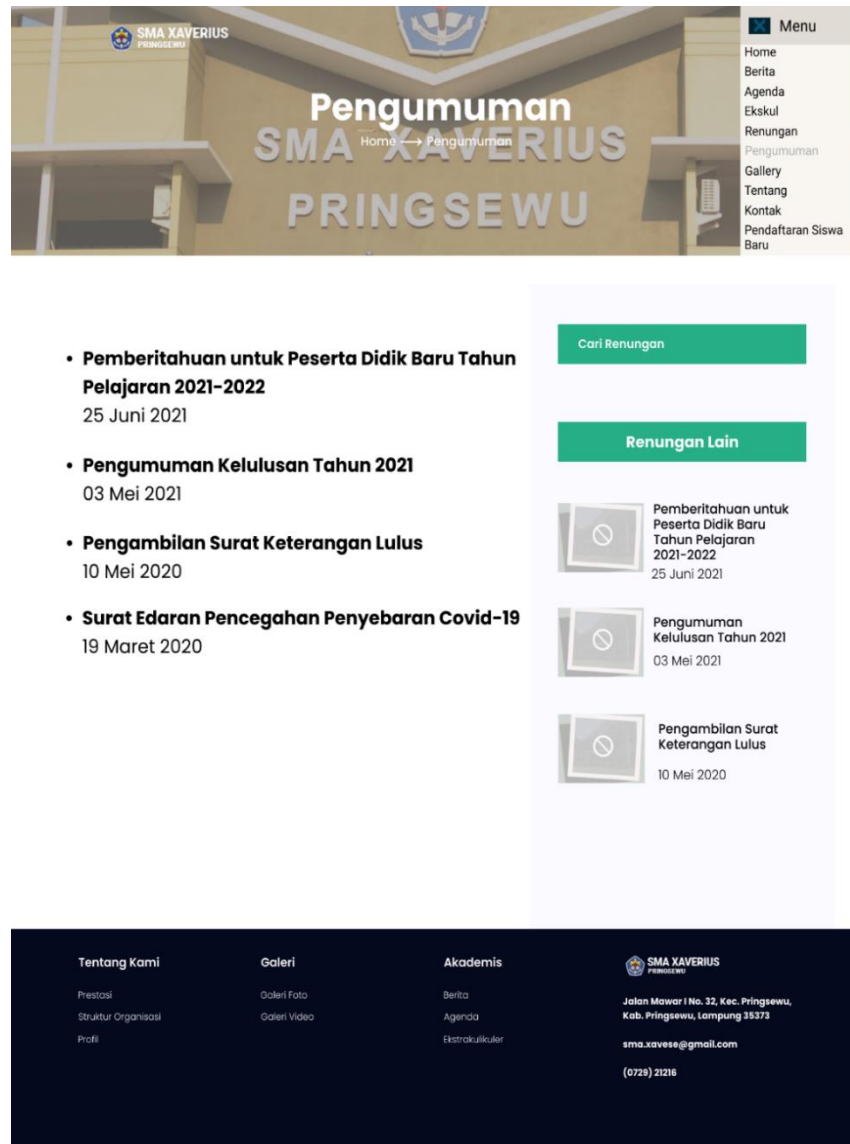 SMA XAVERIUS
PRINGSEWU
Menu
Home
Berita
Agenda
Ekskul
Renungan
Pengumuman
Gallery
Tentang
Kontak
Pendaftaran Siswa
Baru
Pengumuman
Home ⟶ Pengumuman
SMA XAVERIUS
PRINGSEWU
• Pemberitahuan untuk Peserta Didik Baru Tahun
Pelajaran 2021-2022
25 Juni 2021
• Pengumuman Kelulusan Tahun 2021
03 Mei 2021
• Pengambilan Surat Keterangan Lulus
10 Mei 2020
• Surat Edaran Pencegahan Penyebaran Covid-19
19 Maret 2020
Cari Renungan
Renungan Lain
Pemberitahuan untuk
Peserta Didik Baru
Tahun Pelajaran
2021-2022
25 Juni 2021
Pengumuman
Kelulusan Tahun 2021
03 Mei 2021
Pengambilan Surat
Keterangan Lulus
10 Mei 2020
Tentang Kami
Prestasi
Struktur Organisasi
Profil
Galeri
Galeri Foto
Galeri Video
Akademis
Berita
Agenda
Ekstrakulikuler
SMA XAVERIUS
PRINGSEWU
Jalan Mawar I No. 32, Kec. Pringsewu,
Kab. Pringsewu, Lampung 35373
sma.xavese@gmail.com
(0729) 21216